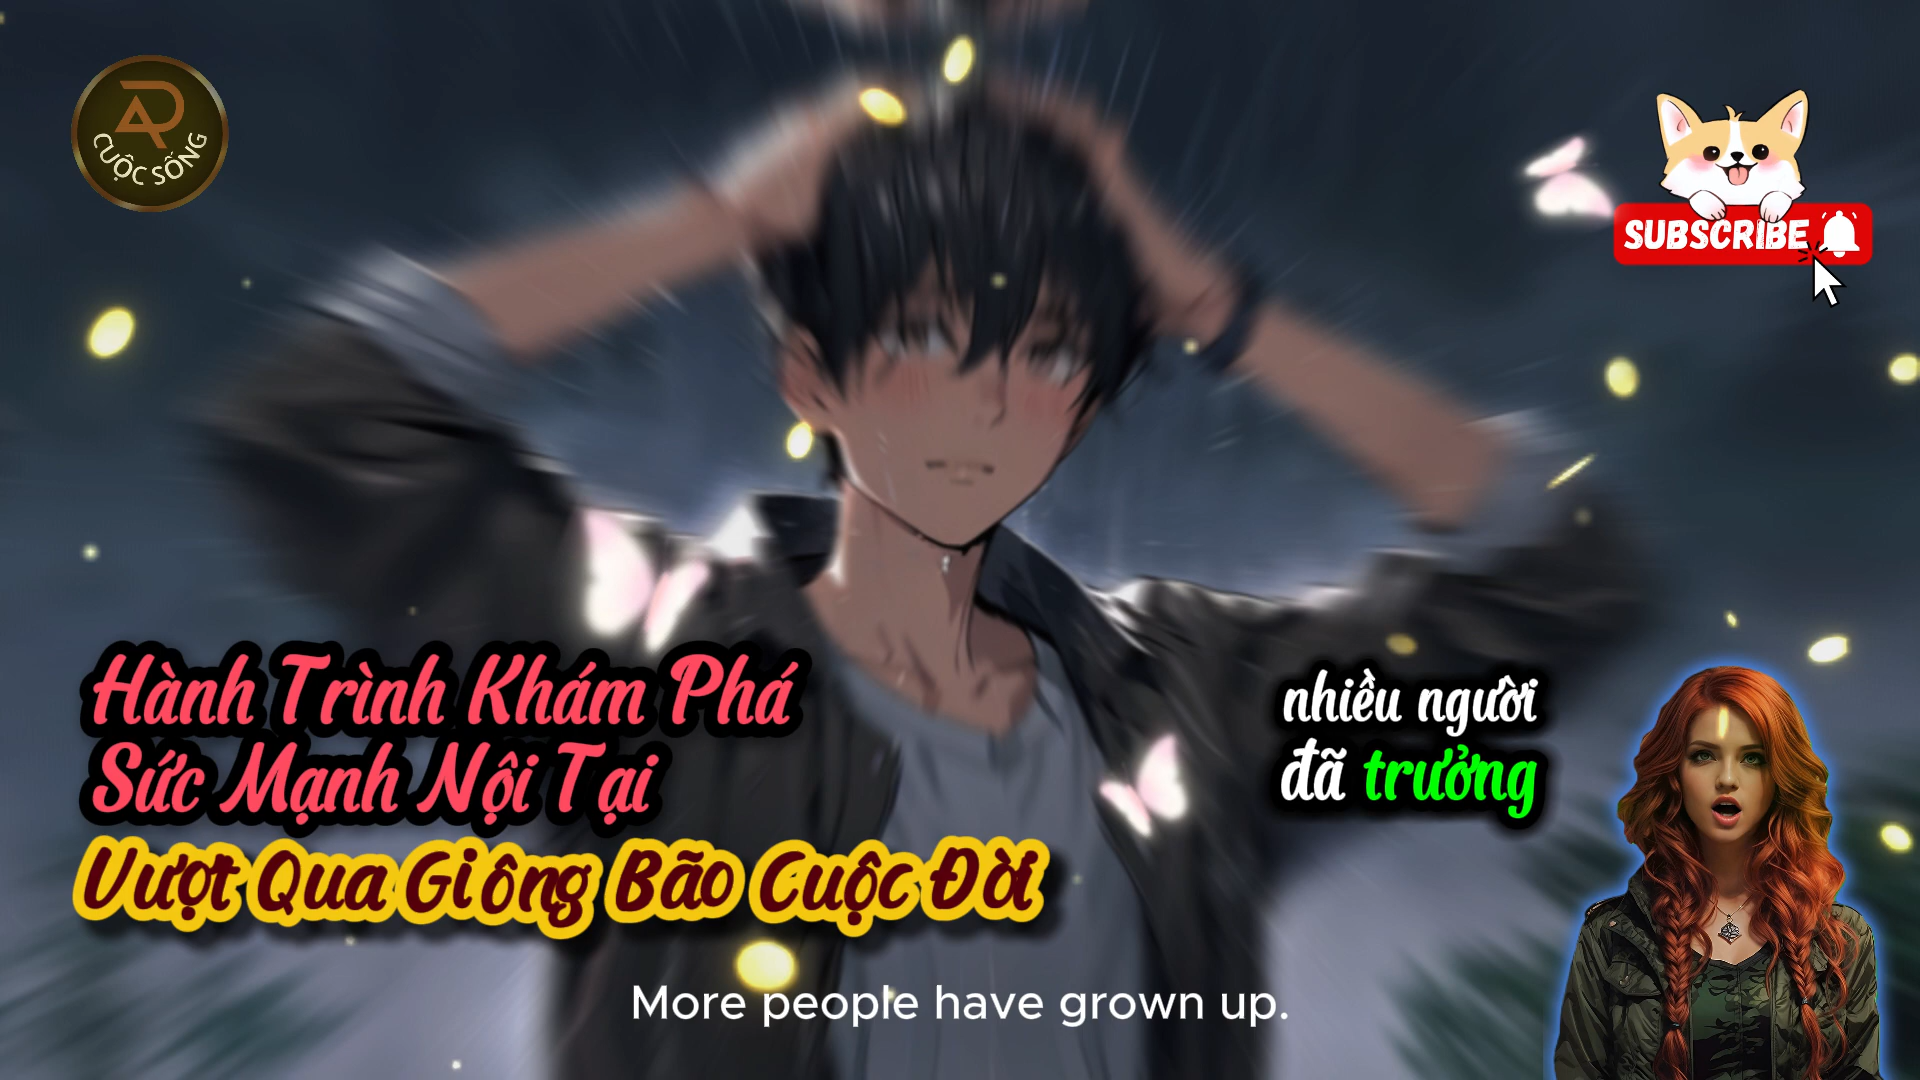 AR
CUỘC SỐNG
SUBSCRIBE
Hành Trình Khám Phá
Sức Mạnh Nội Tại
Vượt Qua Giông Bão Cuộc Đời
nhiều người
đã trưởng
More people have grown up.